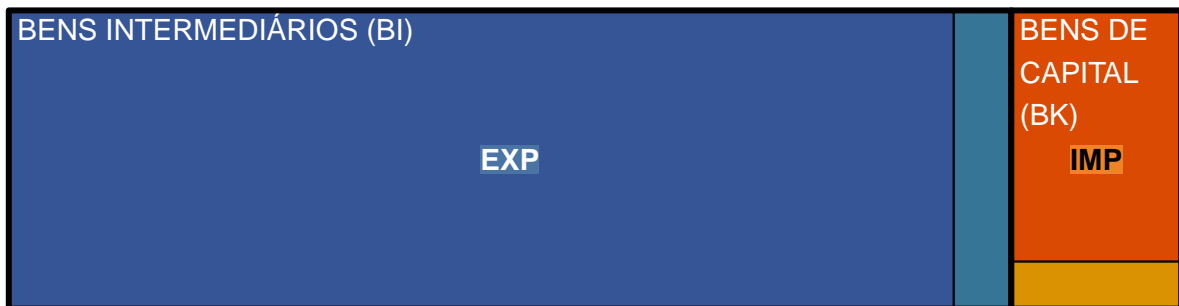 BENS INTERMEDIÁRIOS (BI)
EXP
BENS DE
CAPITAL
(BK)
IMP